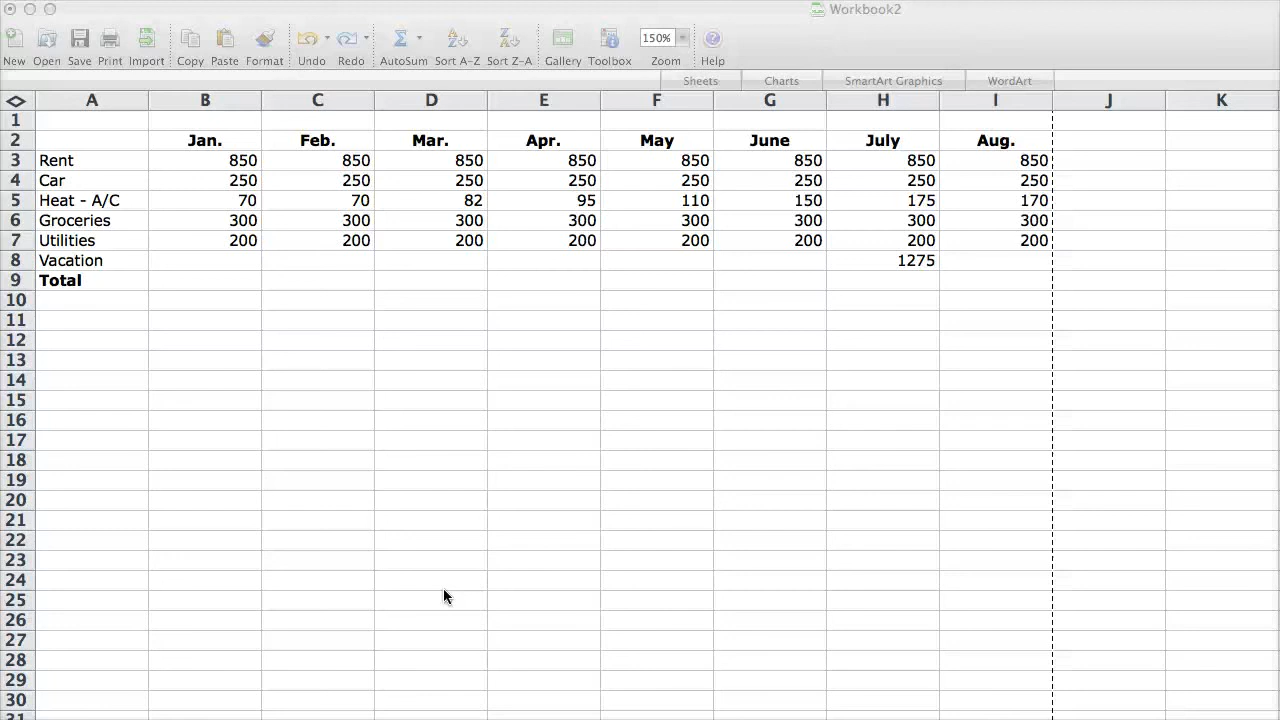 Workbook2
New Open Save Print Import Copy Paste Format Undo Redo AutoSum Sort A-Z Sort Z-A Gallery Toolbox 150% Zoom Help
Sheets Charts SmartArt Graphics WordArt
A B C D E F G H I J K
1
2 Jan. Feb. Mar. Apr. May June July Aug.
3 Rent 850 850 850 850 850 850 850 850
4 Car 250 250 250 250 250 250 250 250
5 Heat - A/C 70 70 82 95 110 150 175 170
6 Groceries 300 300 300 300 300 300 300 300
7 Utilities 200 200 200 200 200 200 200 200
8 Vacation 1275
9 Total
10
11
12
13
14
15
16
17
18
19
20
21
22
23
24
25
26
27
28
29
30
31